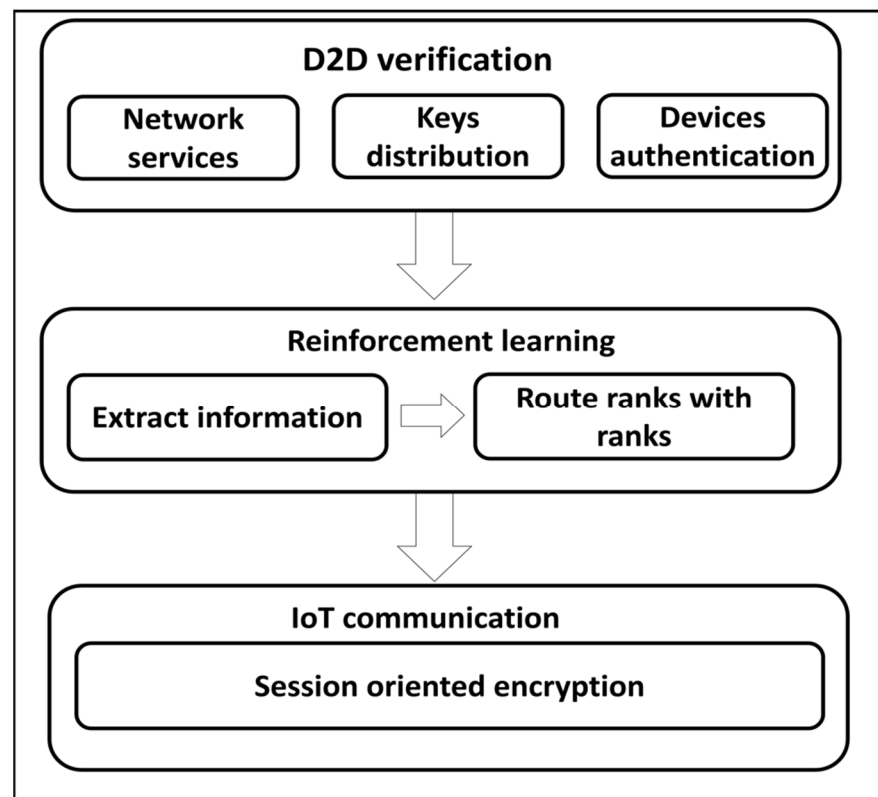 D2D verification
Network
services
Keys
distribution
Devices
authentication
Reinforcement learning
Extract information
Route ranks with
ranks
IoT communication
Session oriented encryption